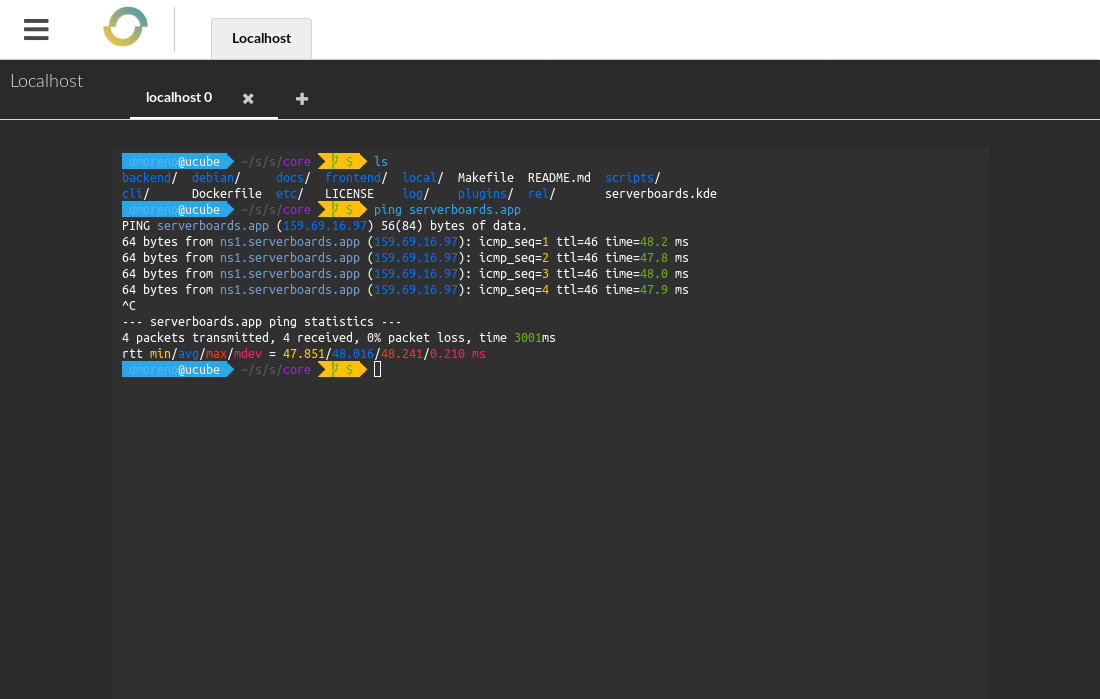 Localhost
Localhost
localhost 0
dmoreno@ucube ~/s/s/core $ ls
backend/ debian/ docs/ frontend/ local/ Makefile README.md scripts/
cli/ Dockerfile etc/ LICENSE log/ plugins/ rel/ serverboards.kde
dmoreno@ucube ~/s/s/core $ ping serverboards.app
PING serverboards.app (159.69.16.97) 56(84) bytes of data.
64 bytes from ns1.serverboards.app (159.69.16.97): icmp_seq=1 ttl=46 time=48.2 ms
64 bytes from ns1.serverboards.app (159.69.16.97): icmp_seq=2 ttl=46 time=47.8 ms
64 bytes from ns1.serverboards.app (159.69.16.97): icmp_seq=3 ttl=46 time=48.0 ms
64 bytes from ns1.serverboards.app (159.69.16.97): icmp_seq=4 ttl=46 time=47.9 ms
^C
--- serverboards.app ping statistics ---
4 packets transmitted, 4 received, 0% packet loss, time 3001ms
rtt min/avg/max/mdev = 47.851/48.016/48.241/0.210 ms
dmoreno@ucube ~/s/s/core $